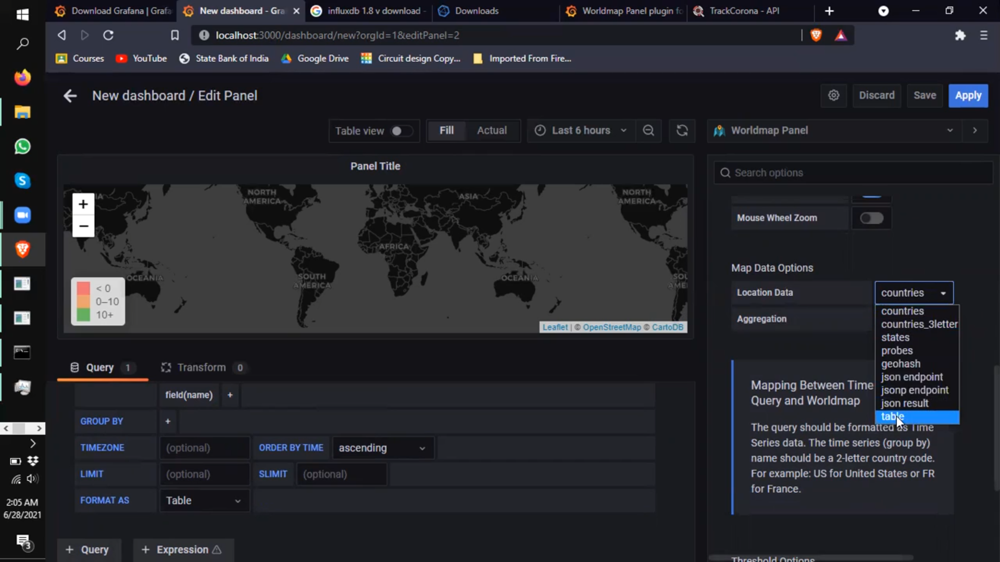 Download Grafana | Grafa
New dashboard - Gra
influxdb 1.8 v download -
Downloads
Worldmap Panel plugin fo
TrackCorona - API
localhost:3000/dashboard/new?orgId=1&editPanel=2
Courses
YouTube
State Bank of India
Google Drive
Circuit design Copy...
Imported From Fire...
New dashboard / Edit Panel
Discard
Save
Apply
Table view
Fill
Actual
Last 6 hours
Worldmap Panel
Panel Title
Search options
NORTH AMERICA
ASIA
NORTH AMERICA
AFRICA
SOUTH AMERICA
OCEANIA
OCEANIA
+
−
< 0
0–10
10+
Leaflet | © OpenStreetMap © CartoDB
Mouse Wheel Zoom
Map Data Options
Location Data
countries
Aggregation
countries
countries_3letter
states
probes
geohash
json endpoint
jsonp endpoint
json result
table
Mapping Between Time
Query and Worldmap
The query should be formatted as Time
Series data. The time series (group by)
name should be a 2-letter country code.
For example: US for United States or FR
for France.
Threshold Options
Query 1
Transform 0
field(name) +
GROUP BY +
TIMEZONE (optional) ORDER BY TIME ascending
LIMIT (optional) SLIMIT (optional)
FORMAT AS Table
+ Query
+ Expression
2:05 AM
6/28/2021
3